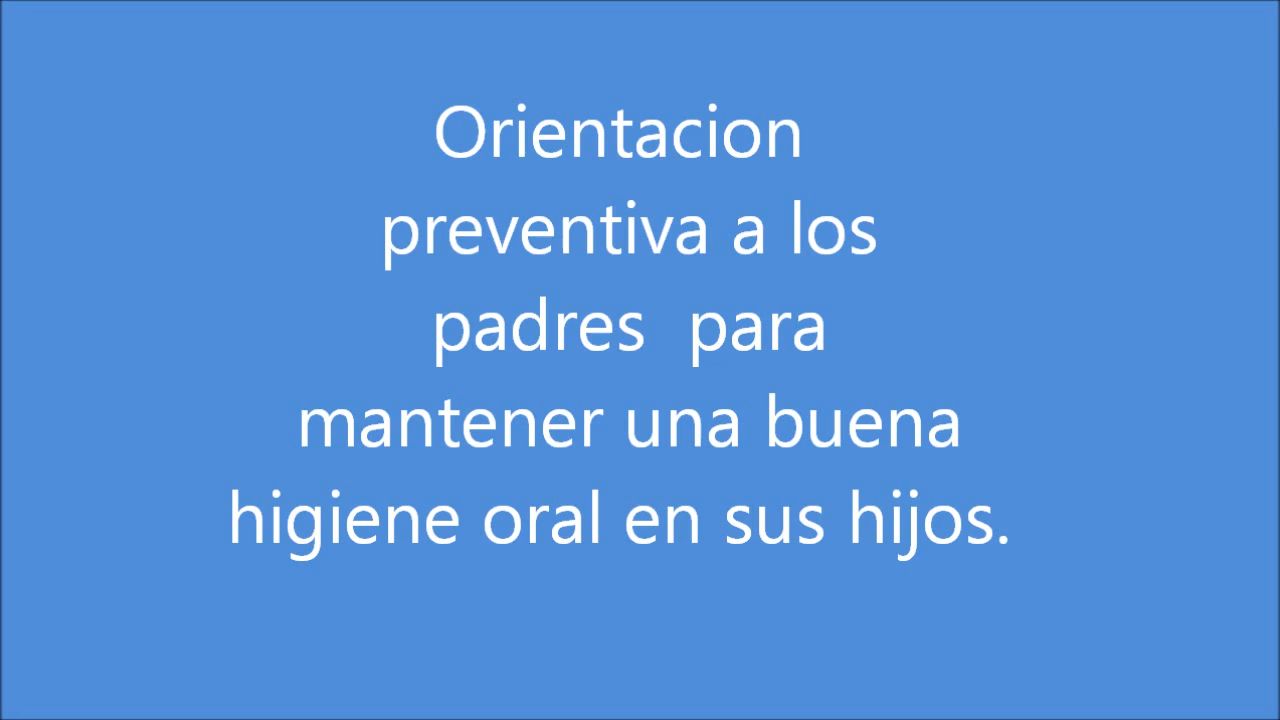 Orientacion
preventiva a los
padres  para
mantener una buena
higiene oral en sus hijos.